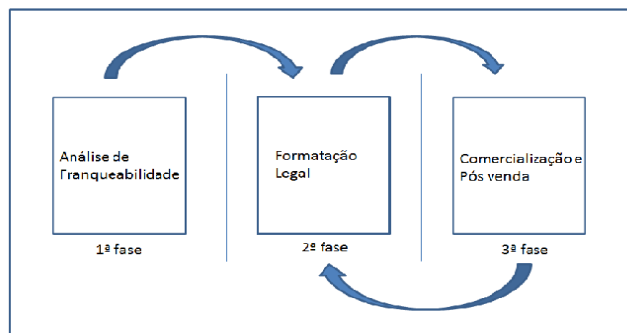 Análise de
Franqueabilidade
Formatação
Legal
Comercialização e
Pós venda
1ª fase
2ª fase
3ª fase